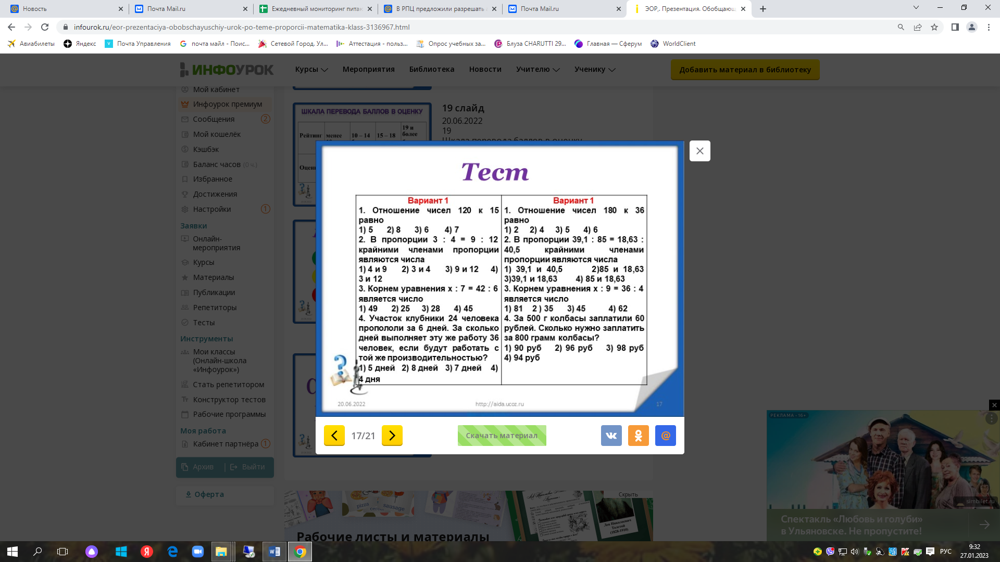 Новость
Почта Mail.ru
Ежедневный мониторинг питан
В РПЦ предложили разрешать
Почта Mail.ru
ЭОР,. Презентация. Обобщающ
infourok.ru/eor-prezentaciya-obobschayuschiy-urok-po-teme-proporcii-matematika-klass-3136967.html
Авиабилеты
Яндекс
Почта Управления
почта майл - Поис...
Сетевой Город. Ул...
Аттестация - польз...
Опрос учебных за...
Блуза CHARUTTI 29...
Главная — Сферум
WorldClient
ИНФОУРОК
Курсы
Мероприятия
Библиотека
Новости
Учителю
Ученику
Добавить материал в библиотеку
Мой кабинет
Инфоурок премиум
Сообщения 2
Мой кошелёк
Кэшбэк
Баланс часов (0 ч.)
Избранное
Достижения
Настройки 1
Заявки
Онлайн-
мероприятия
Курсы
Материалы
Публикации
Репетиторы
Тесты
Инструменты
Мои классы
(Онлайн-школа
«Инфоурок»)
Стать репетитором
Конструктор тестов
Рабочие программы
Моя работа
Кабинет партнёра 1
Архив
Выйти
Оферта
ШКАЛА ПЕРЕВОДА БАЛЛОВ В ОЦЕНКУ
Рейтинг
менее
10 – 14
15 – 18
19 и
более
19 слайд
20.06.2022
19
Шкала перевода баллов в оценку
Тест
Вариант 1
1. Отношение чисел 120 к 15
равно
1) 5 2) 8 3) 6 4) 7
2. В пропорции 3 : 4 = 9 : 12
крайними членами пропорции
являются числа
1) 4 и 9 2) 3 и 4 3) 9 и 12 4)
3 и 12
3. Корнем уравнения х : 7 = 42 : 6
является число
1) 49 2) 25 3) 28 4) 45
4. Участок клубники 24 человека
пропололи за 6 дней. За сколько
дней выполняет эту же работу 36
человек, если будут работать с
той же производительностью?
1) 5 дней 2) 8 дней 3) 7 дней 4)
4 дня
Вариант 1
1. Отношение чисел 180 к 36
равно
1) 2 2) 4 3) 5 4) 6
2. В пропорции 39,1 : 85 = 18,63 :
40,5 крайними членами
пропорции являются числа
1) 39,1 и 40,5 2)85 и 18,63
3)39,1 и 18,63 4) 85 и 18,63
3. Корнем уравнения х : 9 = 36 : 4
является число
1) 81 2 ) 35 3) 45 4) 62
4. За 500 г колбасы заплатили 60
рублей. Сколько нужно заплатить
за 800 грамм колбасы?
1) 90 руб 2) 96 руб 3) 98 руб
4) 94 руб
20.06.2022
http://aida.ucoz.ru
17
17/21
Скачать материал
Скрыть
pizza
sausage
Лев Николаевич
Толстой
(1828-1910)
Рабочие листы и материалы
РЕКЛАМА • 16+
simbilet.ru
Спектакль «Любовь и голуби»
в Ульяновске. Не пропустите!
РУС
9:32
27.01.2023